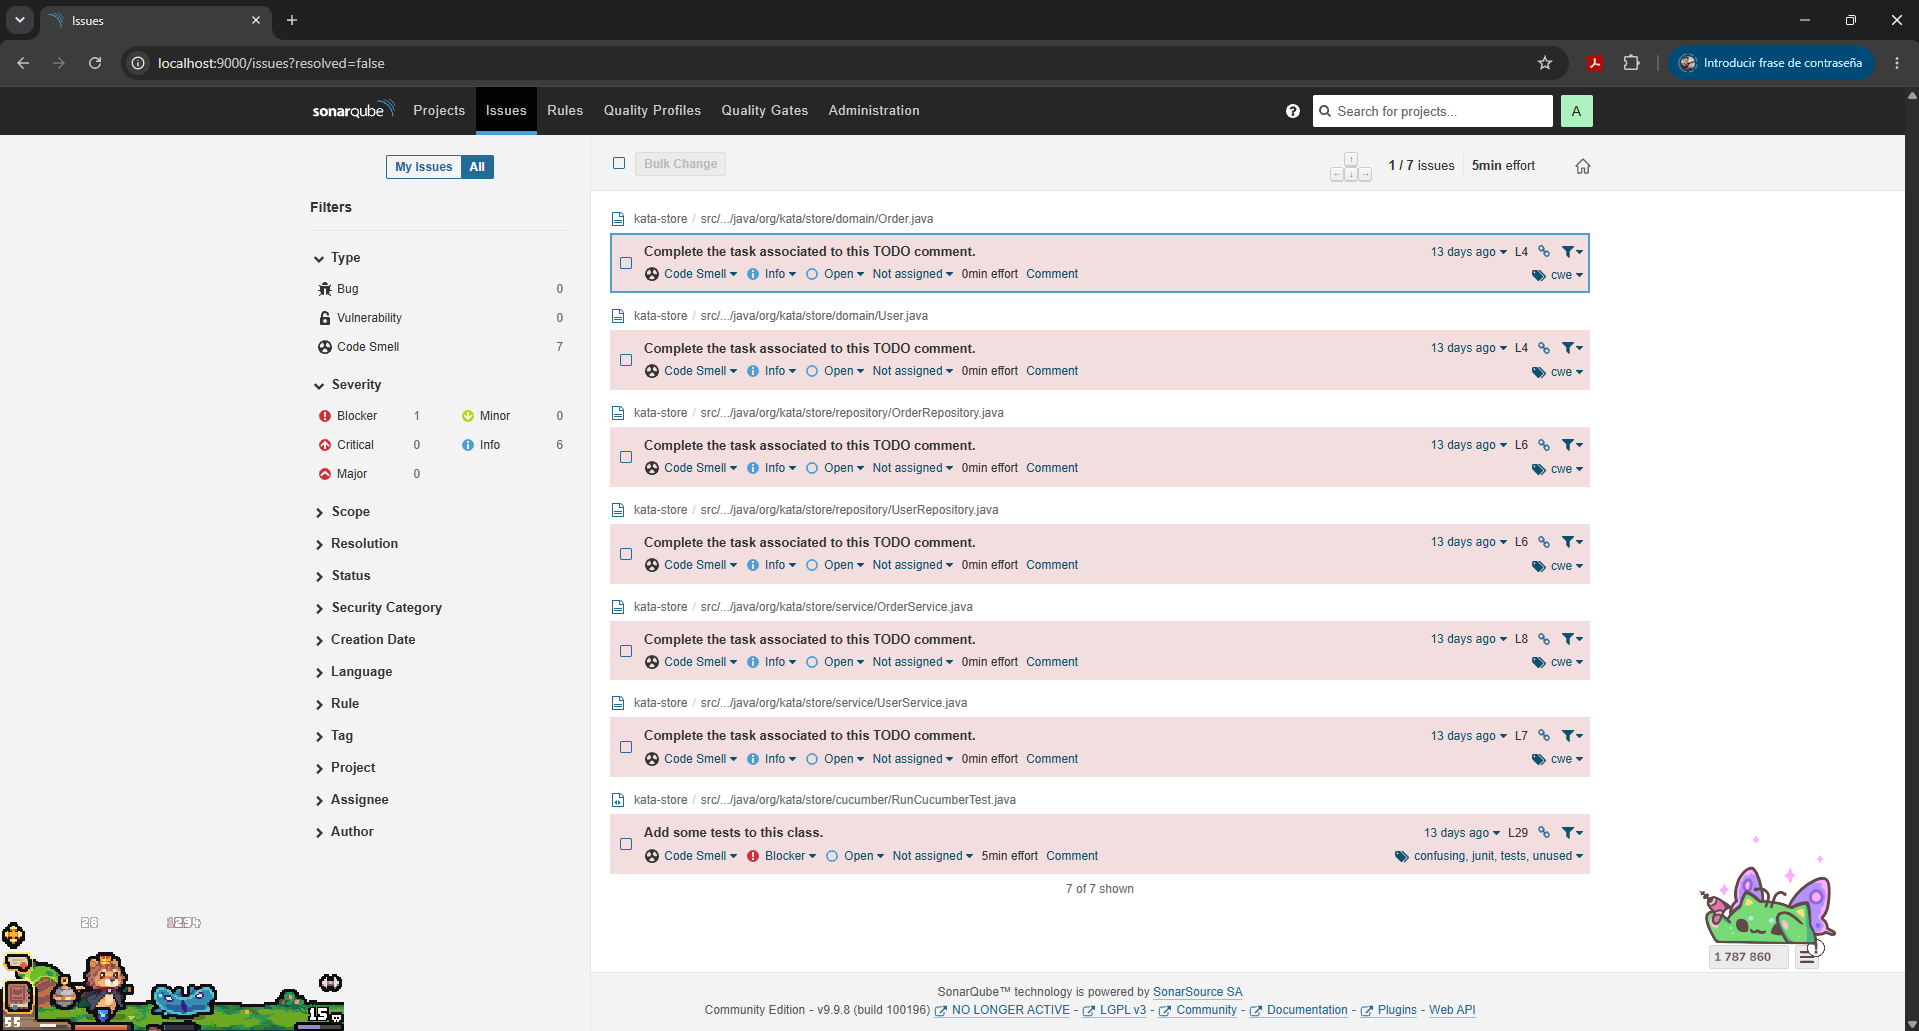 Issues
localhost:9000/issues?resolved=false
Introducir frase de contraseña
sonarqube Projects Issues Rules Quality Profiles Quality Gates Administration
Search for projects...
A
My Issues All
Bulk Change
1 / 7 issues 5min effort
Filters
Type
Bug 0
Vulnerability 0
Code Smell 7
Severity
Blocker 1 Minor 0
Critical 0 Info 6
Major 0
Scope
Resolution
Status
Security Category
Creation Date
Language
Rule
Tag
Project
Assignee
Author
kata-store / src/.../java/org/kata/store/domain/Order.java
Complete the task associated to this TODO comment. 13 days ago L4
Code Smell Info Open Not assigned 0min effort Comment cwe
kata-store / src/.../java/org/kata/store/domain/User.java
Complete the task associated to this TODO comment. 13 days ago L4
Code Smell Info Open Not assigned 0min effort Comment cwe
kata-store / src/.../java/org/kata/store/repository/OrderRepository.java
Complete the task associated to this TODO comment. 13 days ago L6
Code Smell Info Open Not assigned 0min effort Comment cwe
kata-store / src/.../java/org/kata/store/repository/UserRepository.java
Complete the task associated to this TODO comment. 13 days ago L6
Code Smell Info Open Not assigned 0min effort Comment cwe
kata-store / src/.../java/org/kata/store/service/OrderService.java
Complete the task associated to this TODO comment. 13 days ago L8
Code Smell Info Open Not assigned 0min effort Comment cwe
kata-store / src/.../java/org/kata/store/service/UserService.java
Complete the task associated to this TODO comment. 13 days ago L7
Code Smell Info Open Not assigned 0min effort Comment cwe
kata-store / src/.../java/org/kata/store/cucumber/RunCucumberTest.java
Add some tests to this class. 13 days ago L29
Code Smell Blocker Open Not assigned 5min effort Comment confusing, junit, tests, unused
7 of 7 shown
28 1234
1 787 860
15
55
SonarQube™ technology is powered by SonarSource SA
Community Edition - v9.9.8 (build 100196) NO LONGER ACTIVE - LGPL v3 - Community - Documentation - Plugins - Web API